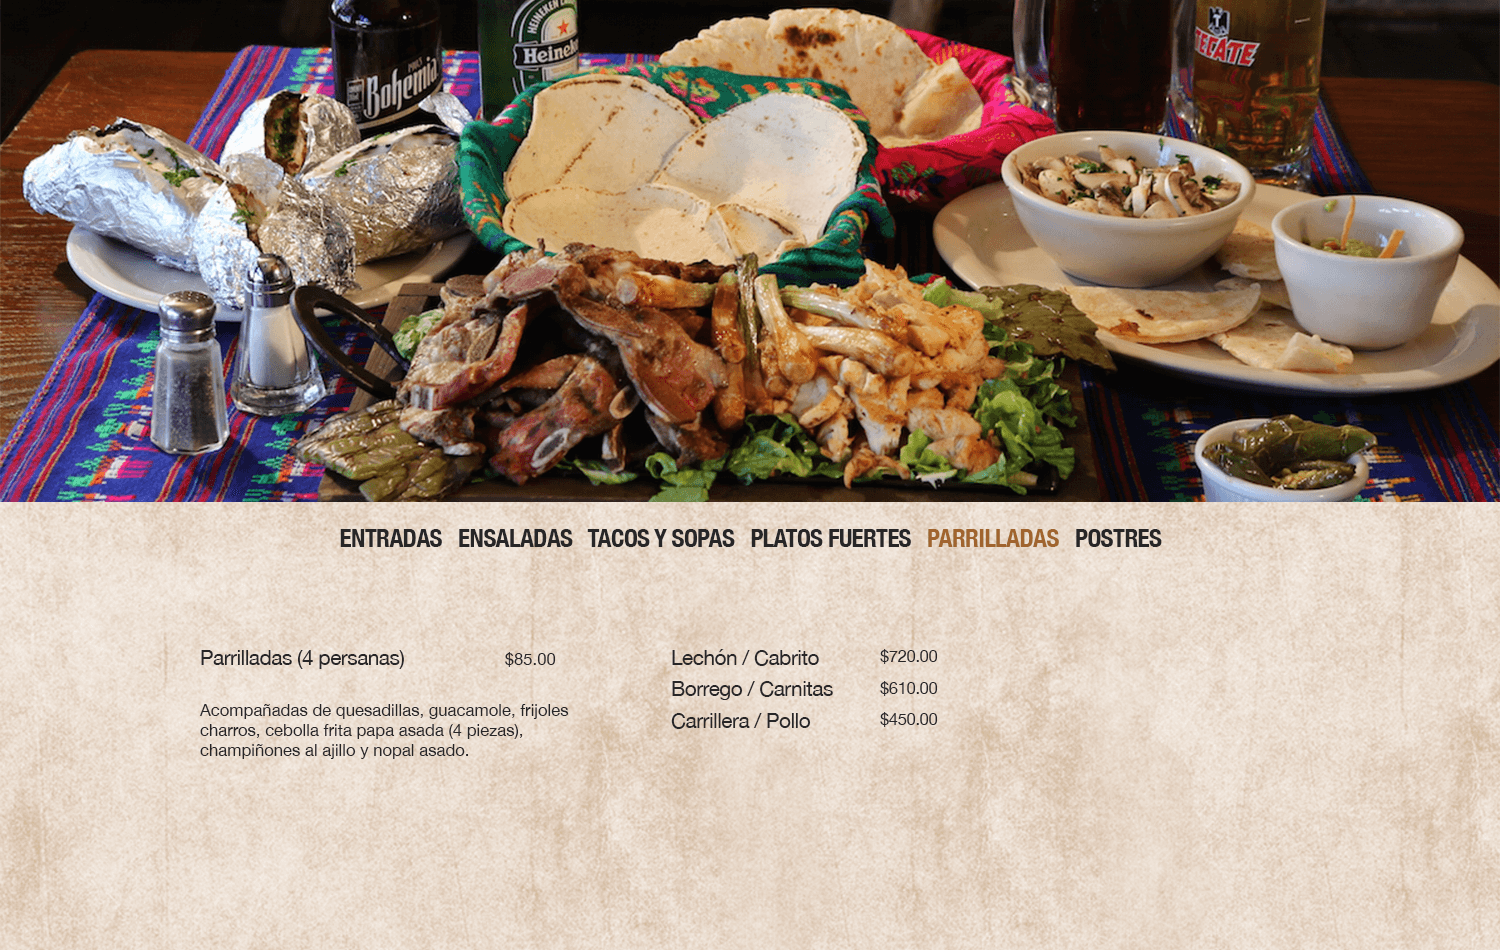 Bohemia
Heineken
TECATE
ENTRADAS ENSALADAS TACOS Y SOPAS PLATOS FUERTES PARRILLADAS POSTRES
Parrilladas (4 persanas) $85.00
Acompañadas de quesadillas, guacamole, frijoles
charros, cebolla frita papa asada (4 piezas),
champiñones al ajillo y nopal asado.
Lechón / Cabrito $720.00
Borrego / Carnitas $610.00
Carrillera / Pollo $450.00